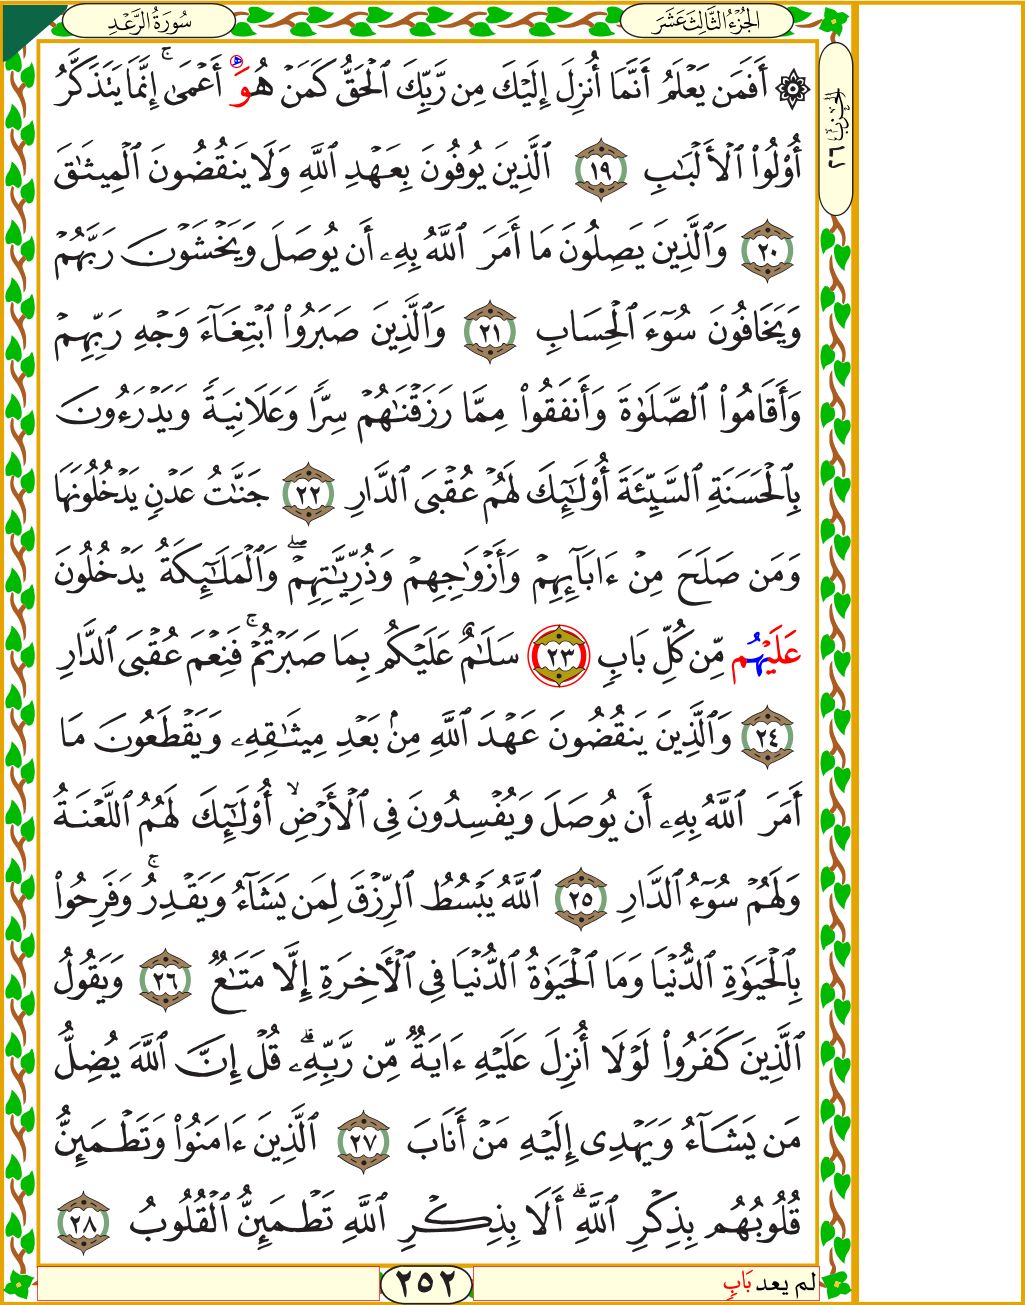 سُورَةُ الرَّعْدِ
الجُزْءُ الثَّالِثَ عَشَرَ
الحزب ٢٦
۞ أَفَمَن يَعْلَمُ أَنَّمَآ أُنزِلَ إِلَيْكَ مِن رَّبِّكَ ٱلْحَقُّ كَمَنْ هُوَ أَعْمَىٰٓ ۚ إِنَّمَا يَتَذَكَّرُ
أُو۟لُوا۟ ٱلْأَلْبَـٰبِ ١٩ ٱلَّذِينَ يُوفُونَ بِعَهْدِ ٱللَّهِ وَلَا يَنقُضُونَ ٱلْمِيثَـٰقَ
٢٠ وَٱلَّذِينَ يَصِلُونَ مَآ أَمَرَ ٱللَّهُ بِهِۦٓ أَن يُوصَلَ وَيَخْشَوْنَ رَبَّهُمْ
وَيَخَافُونَ سُوٓءَ ٱلْحِسَابِ ٢١ وَٱلَّذِينَ صَبَرُوا۟ ٱبْتِغَآءَ وَجْهِ رَبِّهِمْ
وَأَقَامُوا۟ ٱلصَّلَوٰةَ وَأَنفَقُوا۟ مِمَّا رَزَقْنَـٰهُمْ سِرًّا وَعَلَانِيَةً وَيَدْرَءُونَ
بِٱلْحَسَنَةِ ٱلسَّيِّئَةَ أُو۟لَـٰٓئِكَ لَهُمْ عُقْبَى ٱلدَّارِ ٢٢ جَنَّـٰتُ عَدْنٍ يَدْخُلُونَهَا
وَمَن صَلَحَ مِنْ ءَابَآئِهِمْ وَأَزْوَٰجِهِمْ وَذُرِّيَّـٰتِهِمْ ۖ وَٱلْمَلَـٰٓئِكَةُ يَدْخُلُونَ
عَلَيْهُم مِّن كُلِّ بَابٍ ٢٣ سَلَـٰمٌ عَلَيْكُم بِمَا صَبَرْتُمْ ۚ فَنِعْمَ عُقْبَى ٱلدَّارِ
٢٤ وَٱلَّذِينَ يَنقُضُونَ عَهْدَ ٱللَّهِ مِنۢ بَعْدِ مِيثَـٰقِهِۦ وَيَقْطَعُونَ مَآ
أَمَرَ ٱللَّهُ بِهِۦٓ أَن يُوصَلَ وَيُفْسِدُونَ فِى ٱلْأَرْضِ ۙ أُو۟لَـٰٓئِكَ لَهُمُ ٱللَّعْنَةُ
وَلَهُمْ سُوٓءُ ٱلدَّارِ ٢٥ ٱللَّهُ يَبْسُطُ ٱلرِّزْقَ لِمَن يَشَآءُ وَيَقْدِرُ ۚ وَفَرِحُوا۟
بِٱلْحَيَوٰةِ ٱلدُّنْيَا وَمَا ٱلْحَيَوٰةُ ٱلدُّنْيَا فِى ٱلْـَٔاخِرَةِ إِلَّا مَتَـٰعٌ ٢٦ وَيَقُولُ
ٱلَّذِينَ كَفَرُوا۟ لَوْلَآ أُنزِلَ عَلَيْهِ ءَايَةٌ مِّن رَّبِّهِۦ ۗ قُلْ إِنَّ ٱللَّهَ يُضِلُّ
مَن يَشَآءُ وَيَهْدِىٓ إِلَيْهِ مَنْ أَنَابَ ٢٧ ٱلَّذِينَ ءَامَنُوا۟ وَتَطْمَئِنُّ
قُلُوبُهُم بِذِكْرِ ٱللَّهِ ۗ أَلَا بِذِكْرِ ٱللَّهِ تَطْمَئِنُّ ٱلْقُلُوبُ ٢٨
لم يعد بَابٍ
٢٥٢